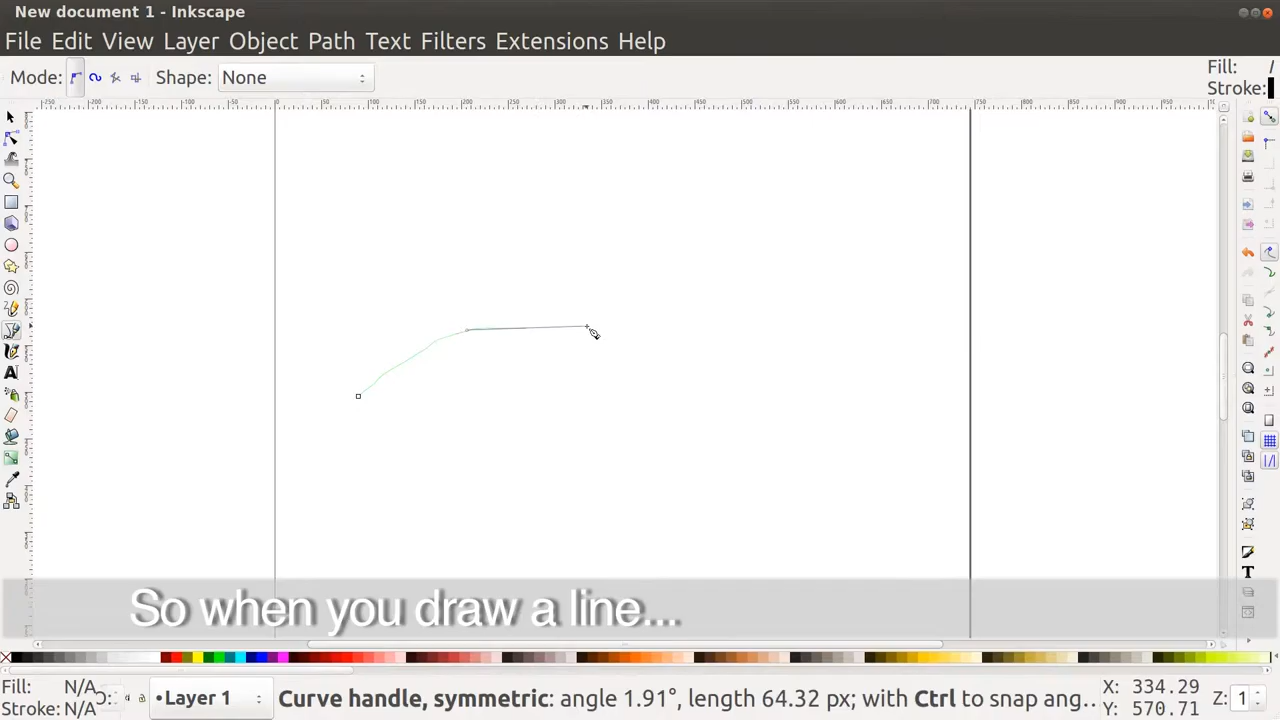 New document 1 - Inkscape
File Edit View Layer Object Path Text Filters Extensions Help
Mode: Shape: None
Fill:
Stroke:
So when you draw a line...
Fill: N/A
Stroke: N/A
O:
•Layer 1
Curve handle, symmetric: angle 1.91°, length 64.32 px; with Ctrl to snap ang..
X: 334.29
Y: 570.71
Z: 1